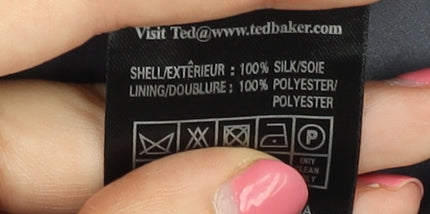 Visit Ted@www.tedbaker.com
SHELL/EXTÉRIEUR : 100% SILK/SOIE
LINING/DOUBLURE : 100% POLYESTER/
POLYESTER
P
DRY
CLEAN